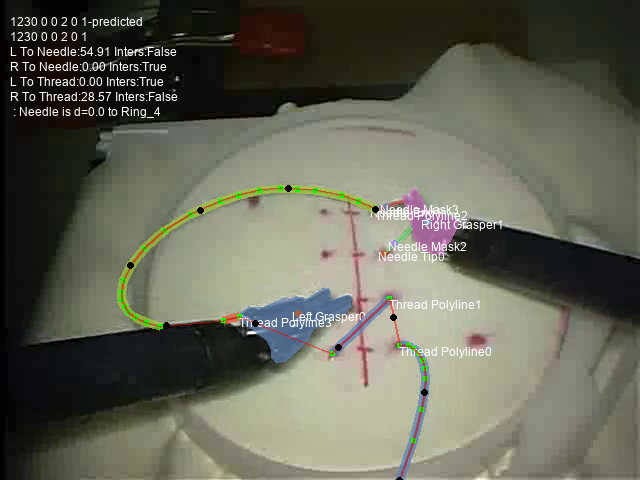 1230 0 0 2 0 1-predicted
1230 0 0 2 0 1
L To Needle:54.91 Inters:False
R To Needle:0.00 Inters:True
L To Thread:0.00 Inters:True
R To Thread:28.57 Inters:False
: Needle is d=0.0 to Ring_4
Needle Mask3
Thread Polyline2
Right Grasper1
Needle Mask2
Needle Tip0
Thread Polyline1
Left Grasper0
Thread Polyline3
Thread Polyline0